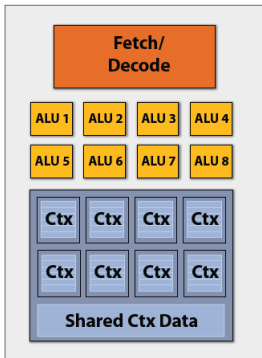 Fetch/
Decode
ALU 1 ALU 2 ALU 3 ALU 4
ALU 5 ALU 6 ALU 7 ALU 8
Ctx Ctx Ctx Ctx
Ctx Ctx Ctx Ctx
Shared Ctx Data